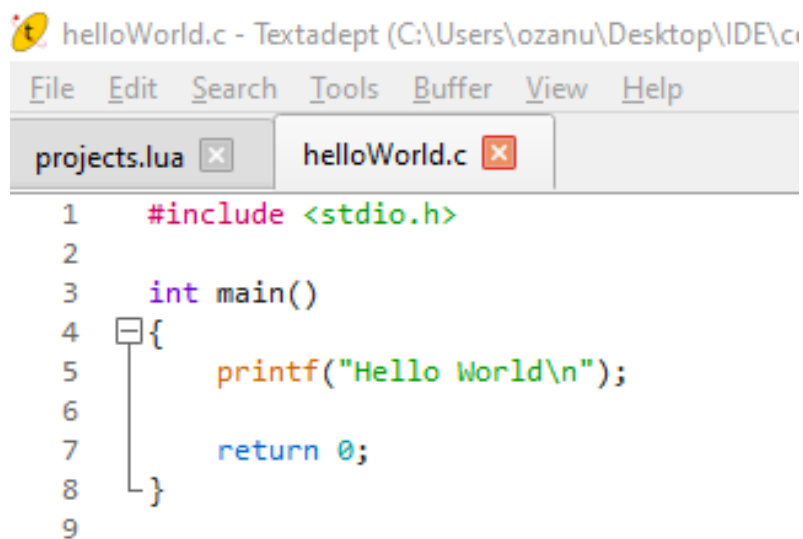 helloWorld.c - Textadept (C:\Users\ozanu\Desktop\IDE\
File Edit Search Tools Buffer View Help
projects.lua helloWorld.c
1 #include <stdio.h>
2
3 int main()
4 {
5     printf("Hello World\n");
6
7     return 0;
8 }
9